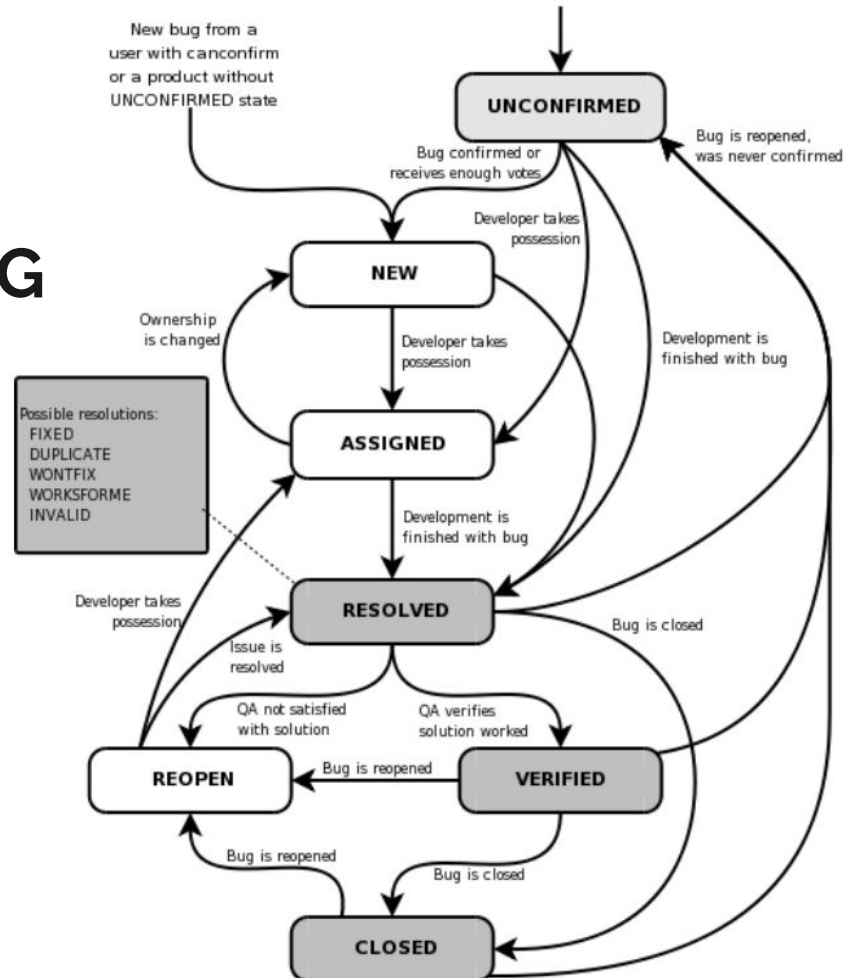 New bug from a
user with canconfirm
or a product without
UNCONFIRMED state
UNCONFIRMED
Bug is reopened,
was never confirmed
Bug confirmed or
receives enough votes
Developer takes
possession
G
NEW
Ownership
is changed
Developer takes
possession
Development is
finished with bug
Possible resolutions:
FIXED
DUPLICATE
WONTFIX
WORKSFORME
INVALID
ASSIGNED
Development is
finished with bug
RESOLVED
Developer takes
possession
Issue is
resolved
Bug is closed
QA not satisfied
with solution
QA verifies
solution worked
REOPEN
Bug is reopened
VERIFIED
Bug is reopened
Bug is closed
CLOSED